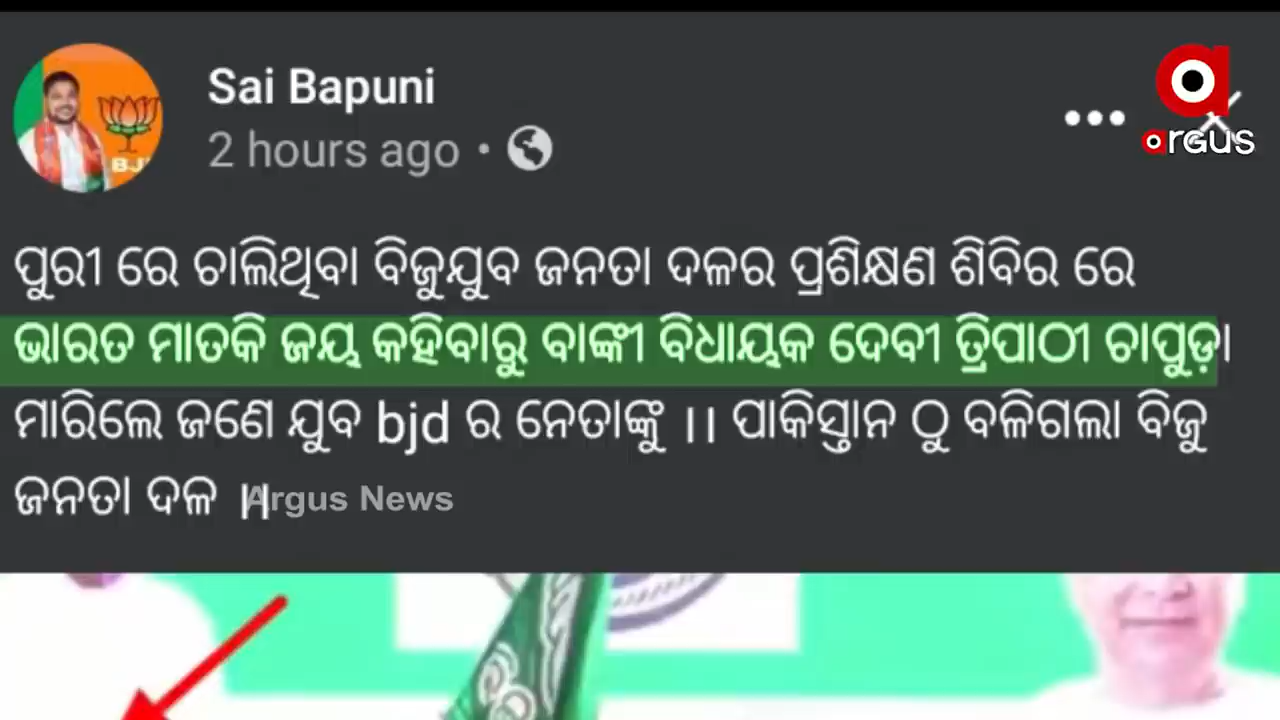 Sai Bapuni
2 hours ago
argus
BJ
ପୁରୀ ରେ ଚାଲିଥିବା ବିଜୁଯୁବ ଜନତା ଦଳର ପ୍ରଶିକ୍ଷଣ ଶିବିର ରେ
ଭାରତ ମାତାକି ଜୟ କହିବାରୁ ବାଙ୍କୀ ବିଧାୟକ ଦେବୀ ତ୍ରିପାଠୀ ଚାପୁଡ଼ା
ମାରିଲେ ଜଣେ ଯୁବ bjd ର ନେତାଙ୍କୁ ।। ପାକିସ୍ତାନ ଠୁ ବଳିଗଲା ବିଜୁ
ଜନତା ଦଳ ।।
Argus News